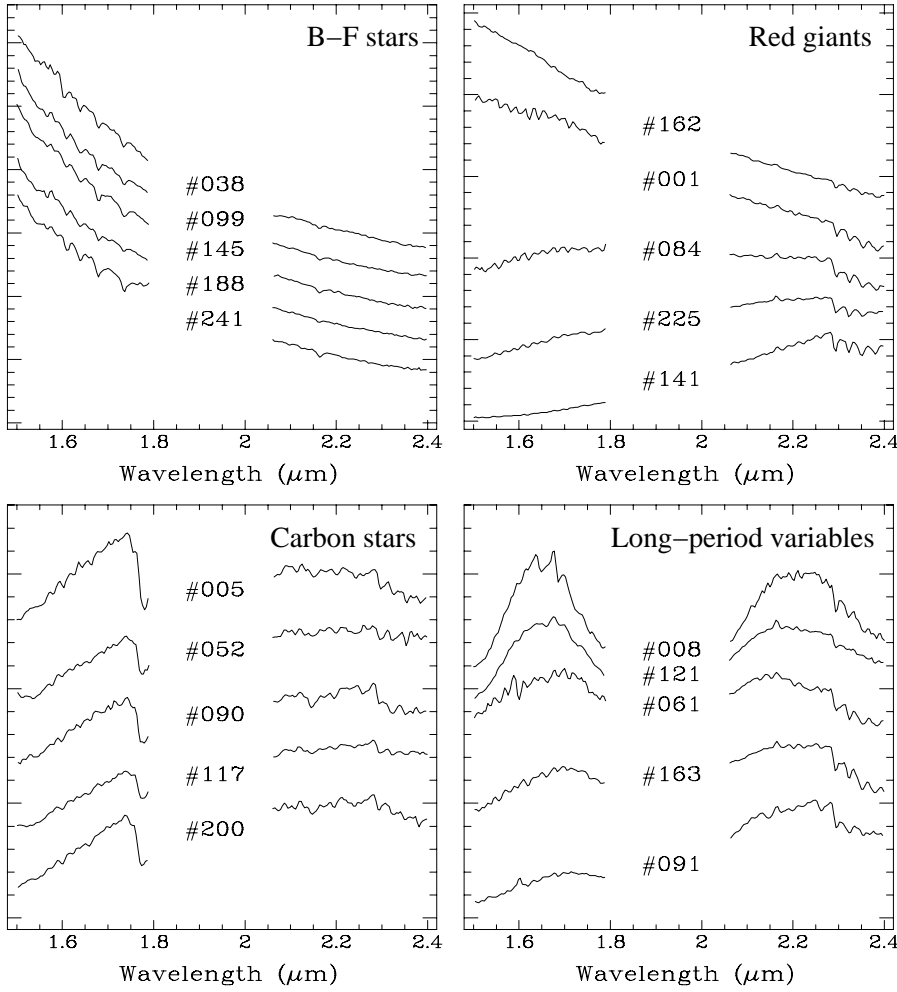 B–F stars
#038
#099
#145
#188
#241
1.6 1.8 2 2.2 2.4
Wavelength (μm)
Red giants
#162
#001
#084
#225
#141
1.6 1.8 2 2.2 2.4
Wavelength (μm)
Carbon stars
#005
#052
#090
#117
#200
1.6 1.8 2 2.2 2.4
Wavelength (μm)
Long–period variables
#008
#121
#061
#163
#091
1.6 1.8 2 2.2 2.4
Wavelength (μm)